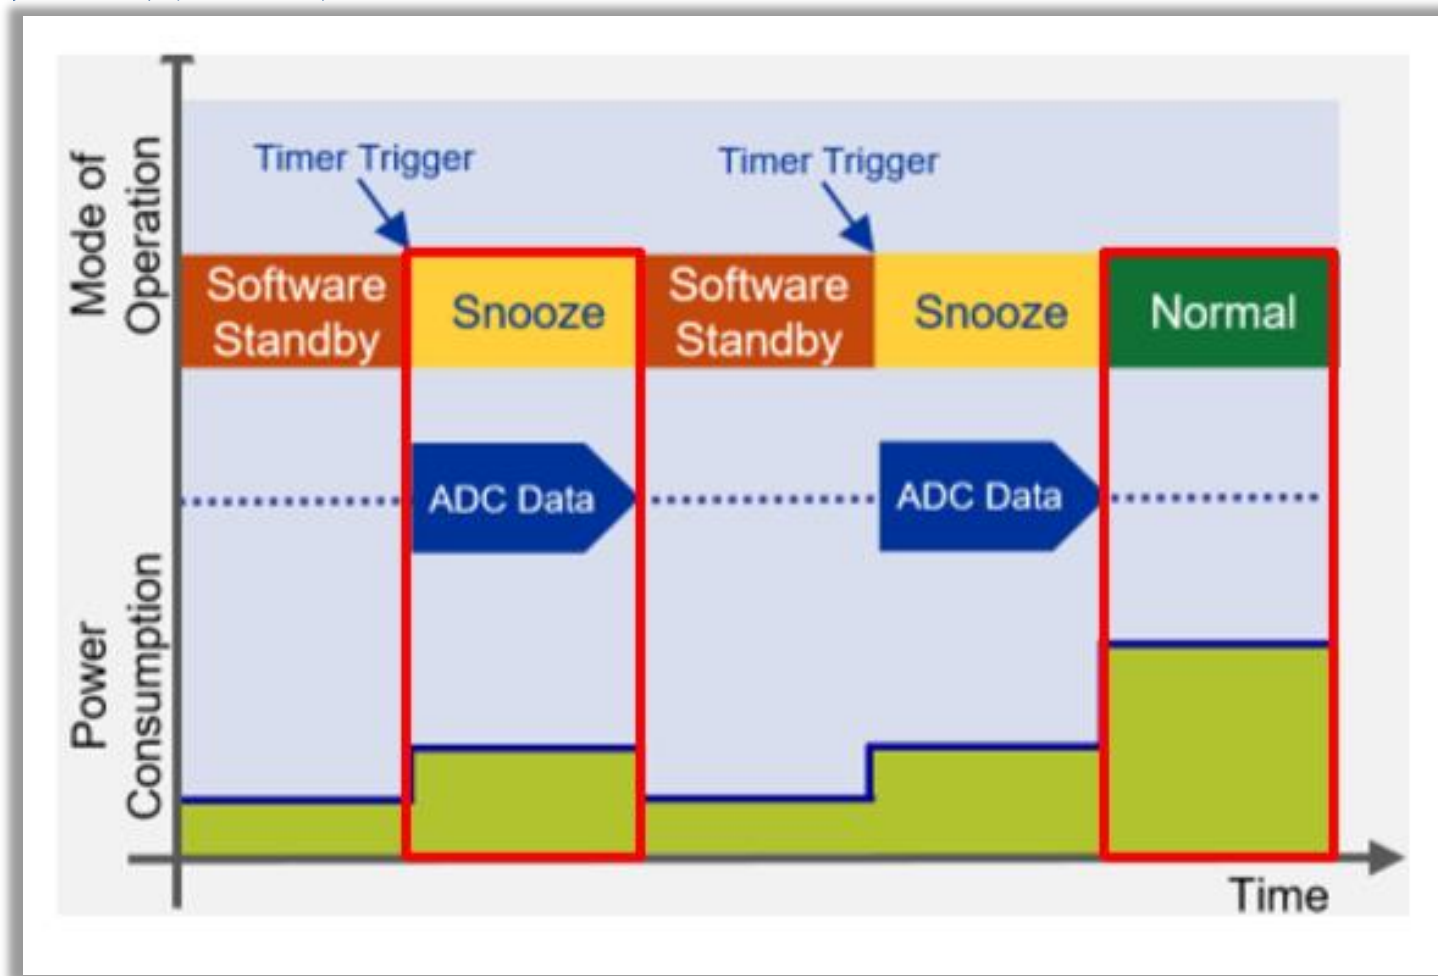 Mode of
Operation
Timer Trigger
Timer Trigger
Software
Standby
Snooze
Software
Standby
Snooze
Normal
ADC Data
ADC Data
Power
Consumption
Time